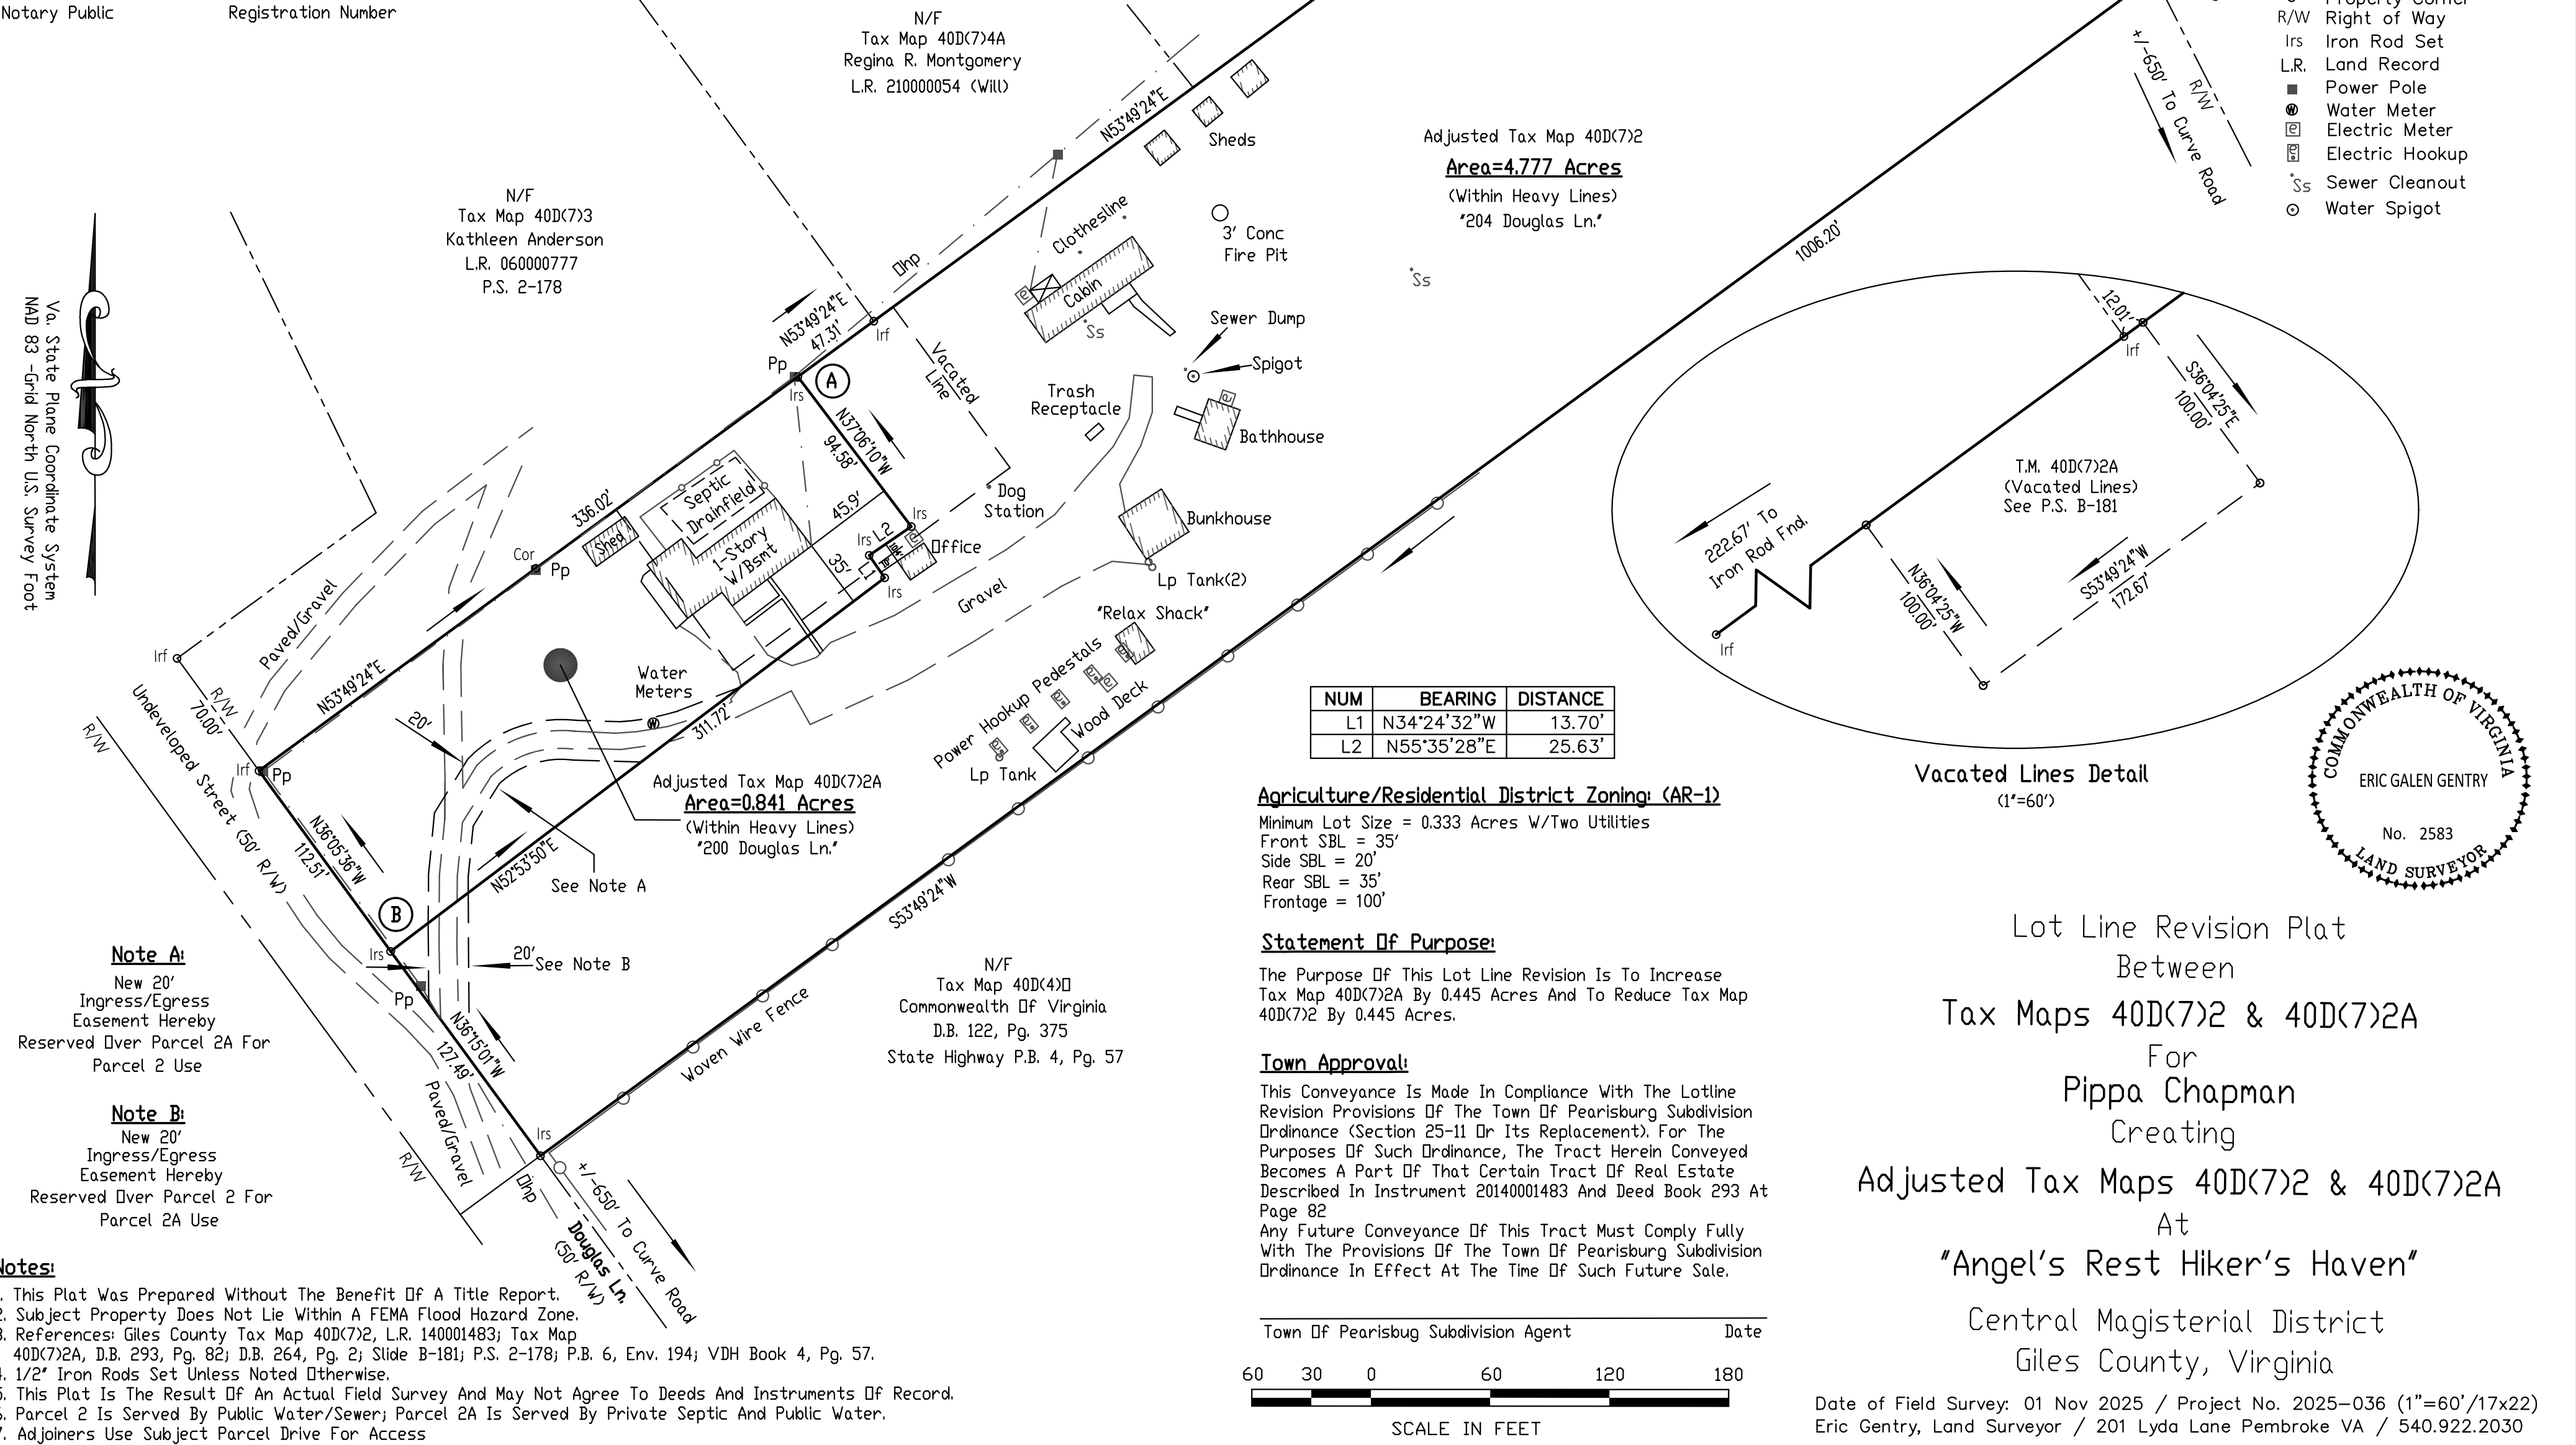 Notary Public
Registration Number
N/F
Tax Map 40D(7)4A
Regina R. Montgomery
L.R. 210000054 (Will)
N/F
Tax Map 40D(7)3
Kathleen Anderson
L.R. 060000777
P.S. 2-178
Va. State Plane Coordinate System
NAD 83 -Grid North U.S. Survey Foot
N53°49'24"E
Sheds
Adjusted Tax Map 40D(7)2
Area=4.777 Acres
(Within Heavy Lines)
"204 Douglas Ln."
Clothesline
3' Conc
Fire Pit
Ohp
Cabin
e
Ss
Ss
Sewer Dump
Spigot
N53°49'24"E
47.31'
Irf
Pp
A
Irs
Vacated
Line
Trash
Receptacle
e
Bathhouse
N37°06'10"W
94.58'
Dog
Station
Bunkhouse
Lp Tank(2)
336.02'
Septic
Drainfield
Shed
1-Story
W/Bsmt
45.9'
35'
Irs
L2
Irs
10'
10'
e
Office
L1
Irs
Cor
Pp
Gravel
"Relax Shack"
Paved/Gravel
Irf
R/W
70.00'
N53°49'24"E
Water
Meters
W
Power Hookup Pedestals
Wood Deck
Lp Tank
20'
311.72'
Undeveloped Street (50' R/W)
R/W
Irf
Pp
Adjusted Tax Map 40D(7)2A
Area=0.841 Acres
(Within Heavy Lines)
"200 Douglas Ln."
N36°05'36"W
112.51'
N52°53'50"E
See Note A
B
Irs
20'
See Note B
S53°49'24"W
Pp
N36°15'01"W
127.49'
Paved/Gravel
Woven Wire Fence
R/W
Irs
Ohp
+/-650' To Curve Road
Douglas Ln.
(50' R/W)
N/F
Tax Map 40D(4)O
Commonwealth Of Virginia
D.B. 122, Pg. 375
State Highway P.B. 4, Pg. 57
1006.20'
+/-650' To Curve Road
R/W
Property Corner
R/W Right of Way
Irs Iron Rod Set
L.R. Land Record
Power Pole
W Water Meter
e Electric Meter
e Electric Hookup
Ss Sewer Cleanout
Water Spigot
12.01'
Irf
S36°04'25"E
100.00'
T.M. 40D(7)2A
(Vacated Lines)
See P.S. B-181
222.67' To
Iron Rod Fnd.
Irf
N36°04'25"W
100.00'
S53°49'24"W
172.67'
Vacated Lines Detail
(1"=60')
NUM BEARING DISTANCE
L1 N34°24'32"W 13.70'
L2 N55°35'28"E 25.63'
Agriculture/Residential District Zoning: (AR-1)
Minimum Lot Size = 0.333 Acres W/Two Utilities
Front SBL = 35'
Side SBL = 20'
Rear SBL = 35'
Frontage = 100'
Statement Of Purpose:
The Purpose Of This Lot Line Revision Is To Increase
Tax Map 40D(7)2A By 0.445 Acres And To Reduce Tax Map
40D(7)2 By 0.445 Acres.
Town Approval:
This Conveyance Is Made In Compliance With The Lotline
Revision Provisions Of The Town Of Pearisburg Subdivision
Ordinance (Section 25-11 Or Its Replacement). For The
Purposes Of Such Ordinance, The Tract Herein Conveyed
Becomes A Part Of That Certain Tract Of Real Estate
Described In Instrument 20140001483 And Deed Book 293 At
Page 82
Any Future Conveyance Of This Tract Must Comply Fully
With The Provisions Of The Town Of Pearisburg Subdivision
Ordinance In Effect At The Time Of Such Future Sale.
Town Of Pearisbug Subdivision Agent Date
60 30 0 60 120 180
SCALE IN FEET
COMMONWEALTH OF VIRGINIA
ERIC GALEN GENTRY
No. 2583
LAND SURVEYOR
Lot Line Revision Plat
Between
Tax Maps 40D(7)2 & 40D(7)2A
For
Pippa Chapman
Creating
Adjusted Tax Maps 40D(7)2 & 40D(7)2A
At
"Angel's Rest Hiker's Haven"
Central Magisterial District
Giles County, Virginia
Date of Field Survey: 01 Nov 2025 / Project No. 2025-036 (1"=60'/17x22)
Eric Gentry, Land Surveyor / 201 Lyda Lane Pembroke VA / 540.922.2030
Note A:
New 20'
Ingress/Egress
Easement Hereby
Reserved Over Parcel 2A For
Parcel 2 Use
Note B:
New 20'
Ingress/Egress
Easement Hereby
Reserved Over Parcel 2 For
Parcel 2A Use
Notes:
. This Plat Was Prepared Without The Benefit Of A Title Report.
2. Subject Property Does Not Lie Within A FEMA Flood Hazard Zone.
3. References: Giles County Tax Map 40D(7)2, L.R. 140001483; Tax Map
40D(7)2A, D.B. 293, Pg. 82; D.B. 264, Pg. 2; Slide B-181; P.S. 2-178; P.B. 6, Env. 194; VDH Book 4, Pg. 57.
4. 1/2" Iron Rods Set Unless Noted Otherwise.
5. This Plat Is The Result Of An Actual Field Survey And May Not Agree To Deeds And Instruments Of Record.
6. Parcel 2 Is Served By Public Water/Sewer; Parcel 2A Is Served By Private Septic And Public Water.
7. Adjoiners Use Subject Parcel Drive For Access